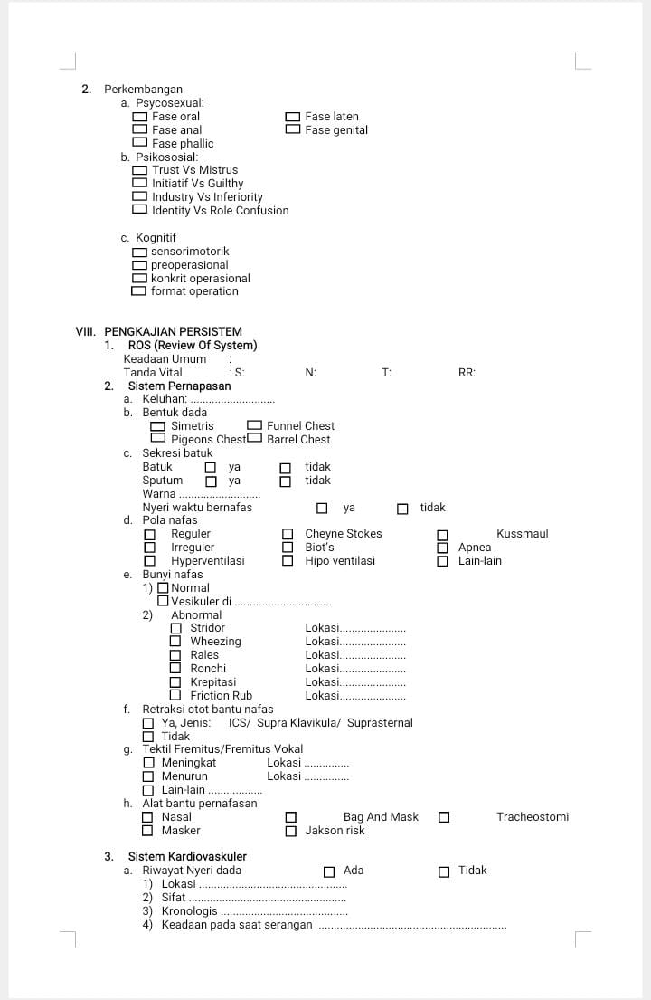 2. Perkembangan
a. Psycosexual:
Fase oral Fase laten
Fase anal Fase genital
Fase phallic
b. Psikososial:
Trust Vs Mistrus
Initiatif Vs Guilthy
Industry Vs Inferiority
Identity Vs Role Confusion
c. Kognitif
sensorimotorik
preoperasional
konkrit operasional
format operation
VIII. PENGKAJIAN PERSISTEM
1. ROS (Review Of System)
Keadaan Umum :
Tanda Vital : S: N: T: RR:
2. Sistem Pernapasan
a. Keluhan: ............................
b. Bentuk dada
Simetris Funnel Chest
Pigeons Chest Barrel Chest
c. Sekresi batuk
Batuk ya tidak
Sputum ya tidak
Warna ...........................
Nyeri waktu bernafas ya tidak
d. Pola nafas
Reguler Cheyne Stokes Kussmaul
Irreguler Biot's Apnea
Hyperventilasi Hipo ventilasi Lain-lain
e. Bunyi nafas
1) Normal
Vesikuler di ................................
2) Abnormal
Stridor Lokasi......................
Wheezing Lokasi......................
Rales Lokasi......................
Ronchi Lokasi......................
Krepitasi Lokasi......................
Friction Rub Lokasi......................
f. Retraksi otot bantu nafas
Ya, Jenis: ICS/ Supra Klavikula/ Suprasternal
Tidak
g. Tektil Fremitus/Fremitus Vokal
Meningkat Lokasi ...............
Menurun Lokasi ...............
Lain-lain ..................
h. Alat bantu pernafasan
Nasal Bag And Mask Tracheostomi
Masker Jakson risk
3. Sistem Kardiovaskuler
a. Riwayat Nyeri dada Ada Tidak
1) Lokasi .................................................
2) Sifat ....................................................
3) Kronologis ..........................................
4) Keadaan pada saat serangan ..............................................................